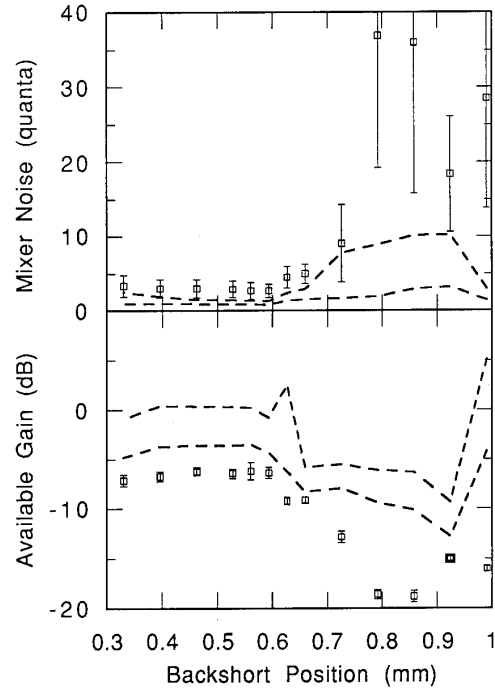 40
30
20
10
0
Mixer Noise (quanta)
0
-10
-20
Available Gain (dB)
0.3 0.4 0.5 0.6 0.7 0.8 0.9 1
Backshort Position (mm)